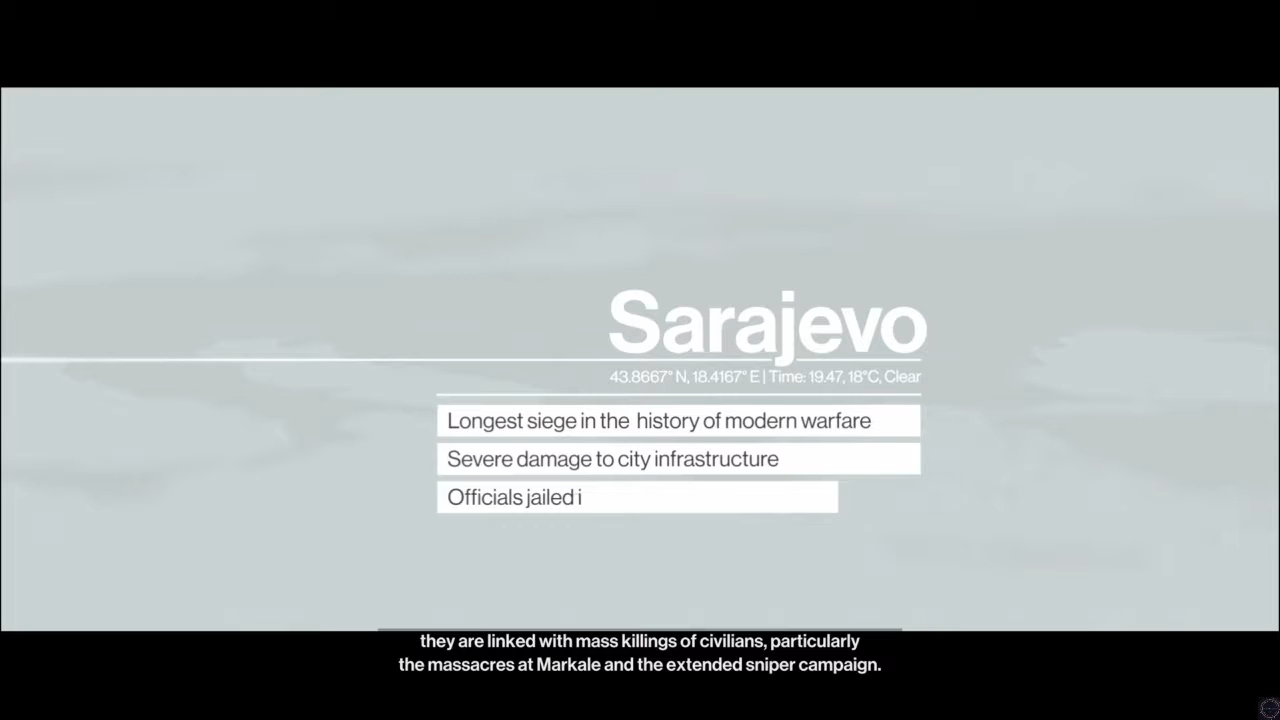 Sarajevo
43.8667° N, 18.4167° E | Time: 19.47, 18°C, Clear
Longest siege in the history of modern warfare
Severe damage to city infrastructure
Officials jailed i
they are linked with mass killings of civilians, particularly
the massacres at Markale and the extended sniper campaign.